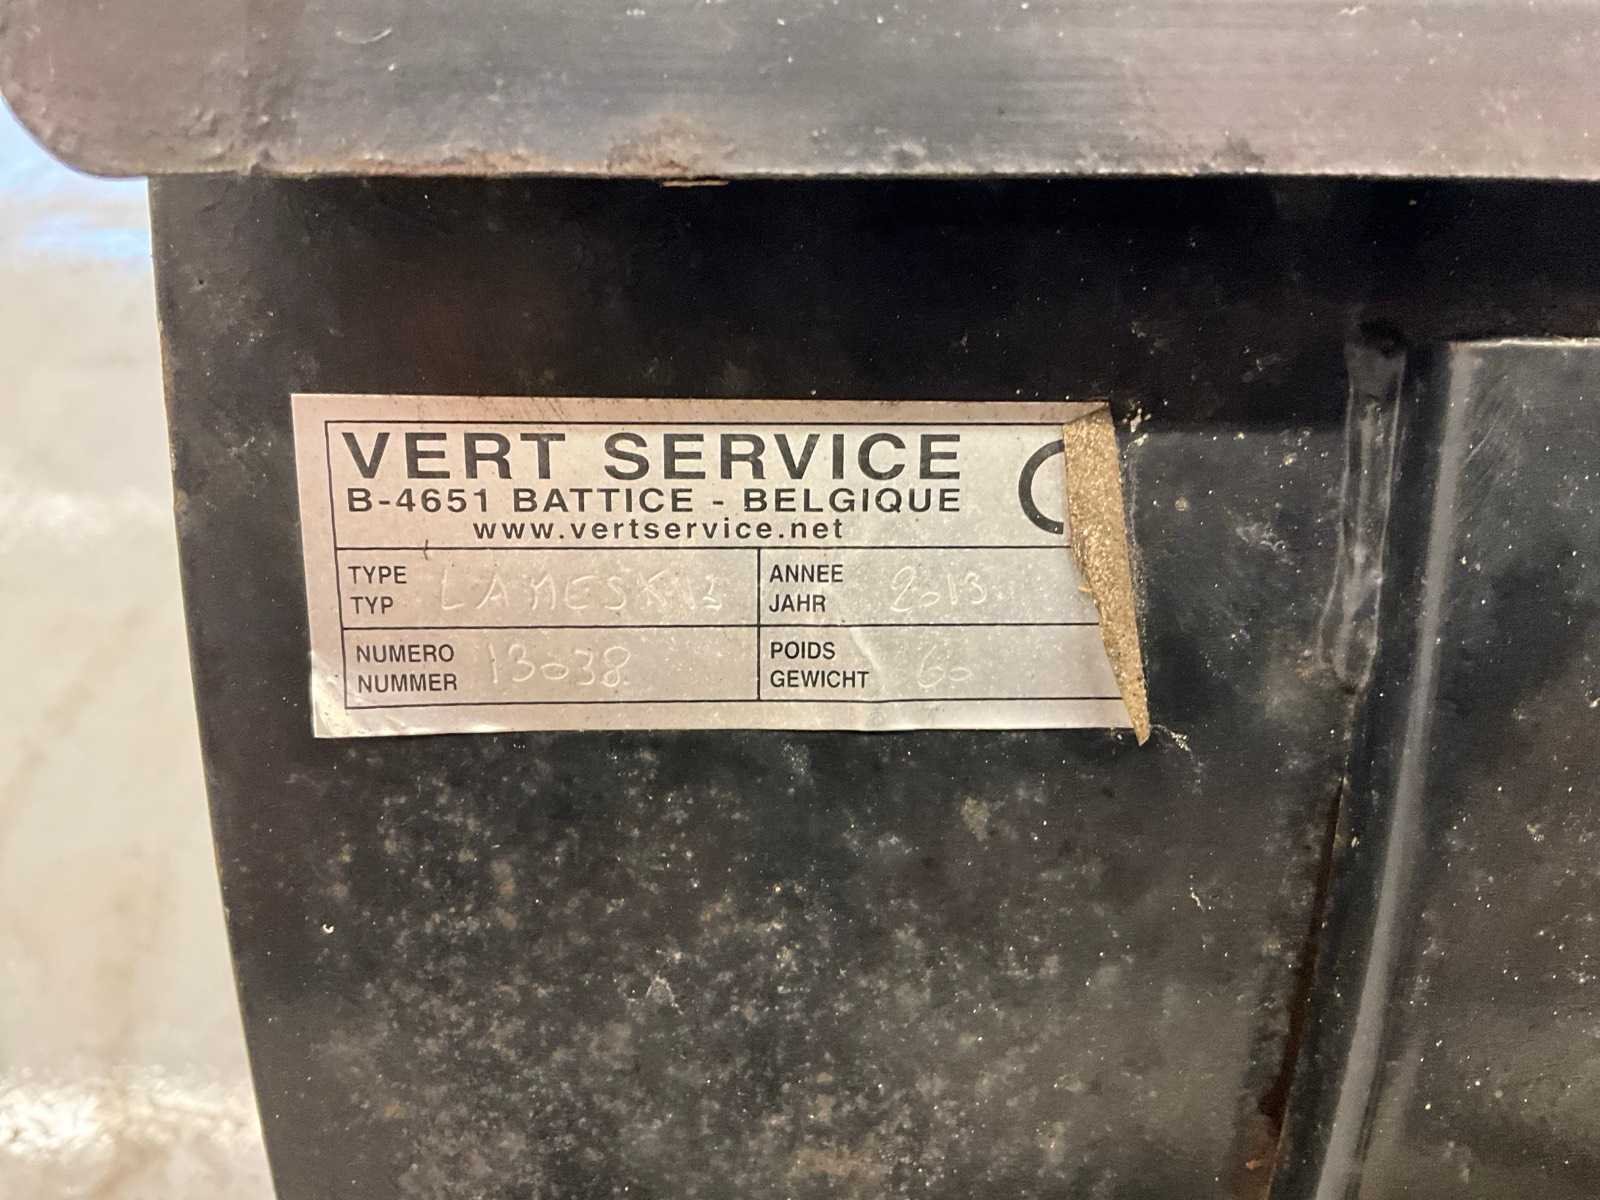 VERT SERVICE
B-4651 BATTICE - BELGIQUE
www.vertservice.net
TYPE
TYP
ANNEE
JAHR 2013
NUMERO
NUMMER 13038
POIDS
GEWICHT 60